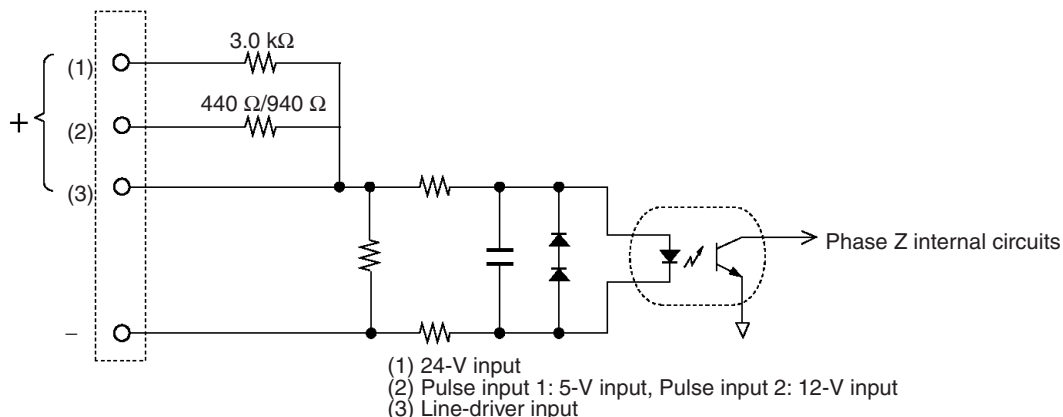 3.0 kΩ
(1)
440 Ω/940 Ω
+
(2)
(3)
Phase Z internal circuits
–
(1) 24-V input
(2) Pulse input 1: 5-V input, Pulse input 2: 12-V input
(3) Line-driver input